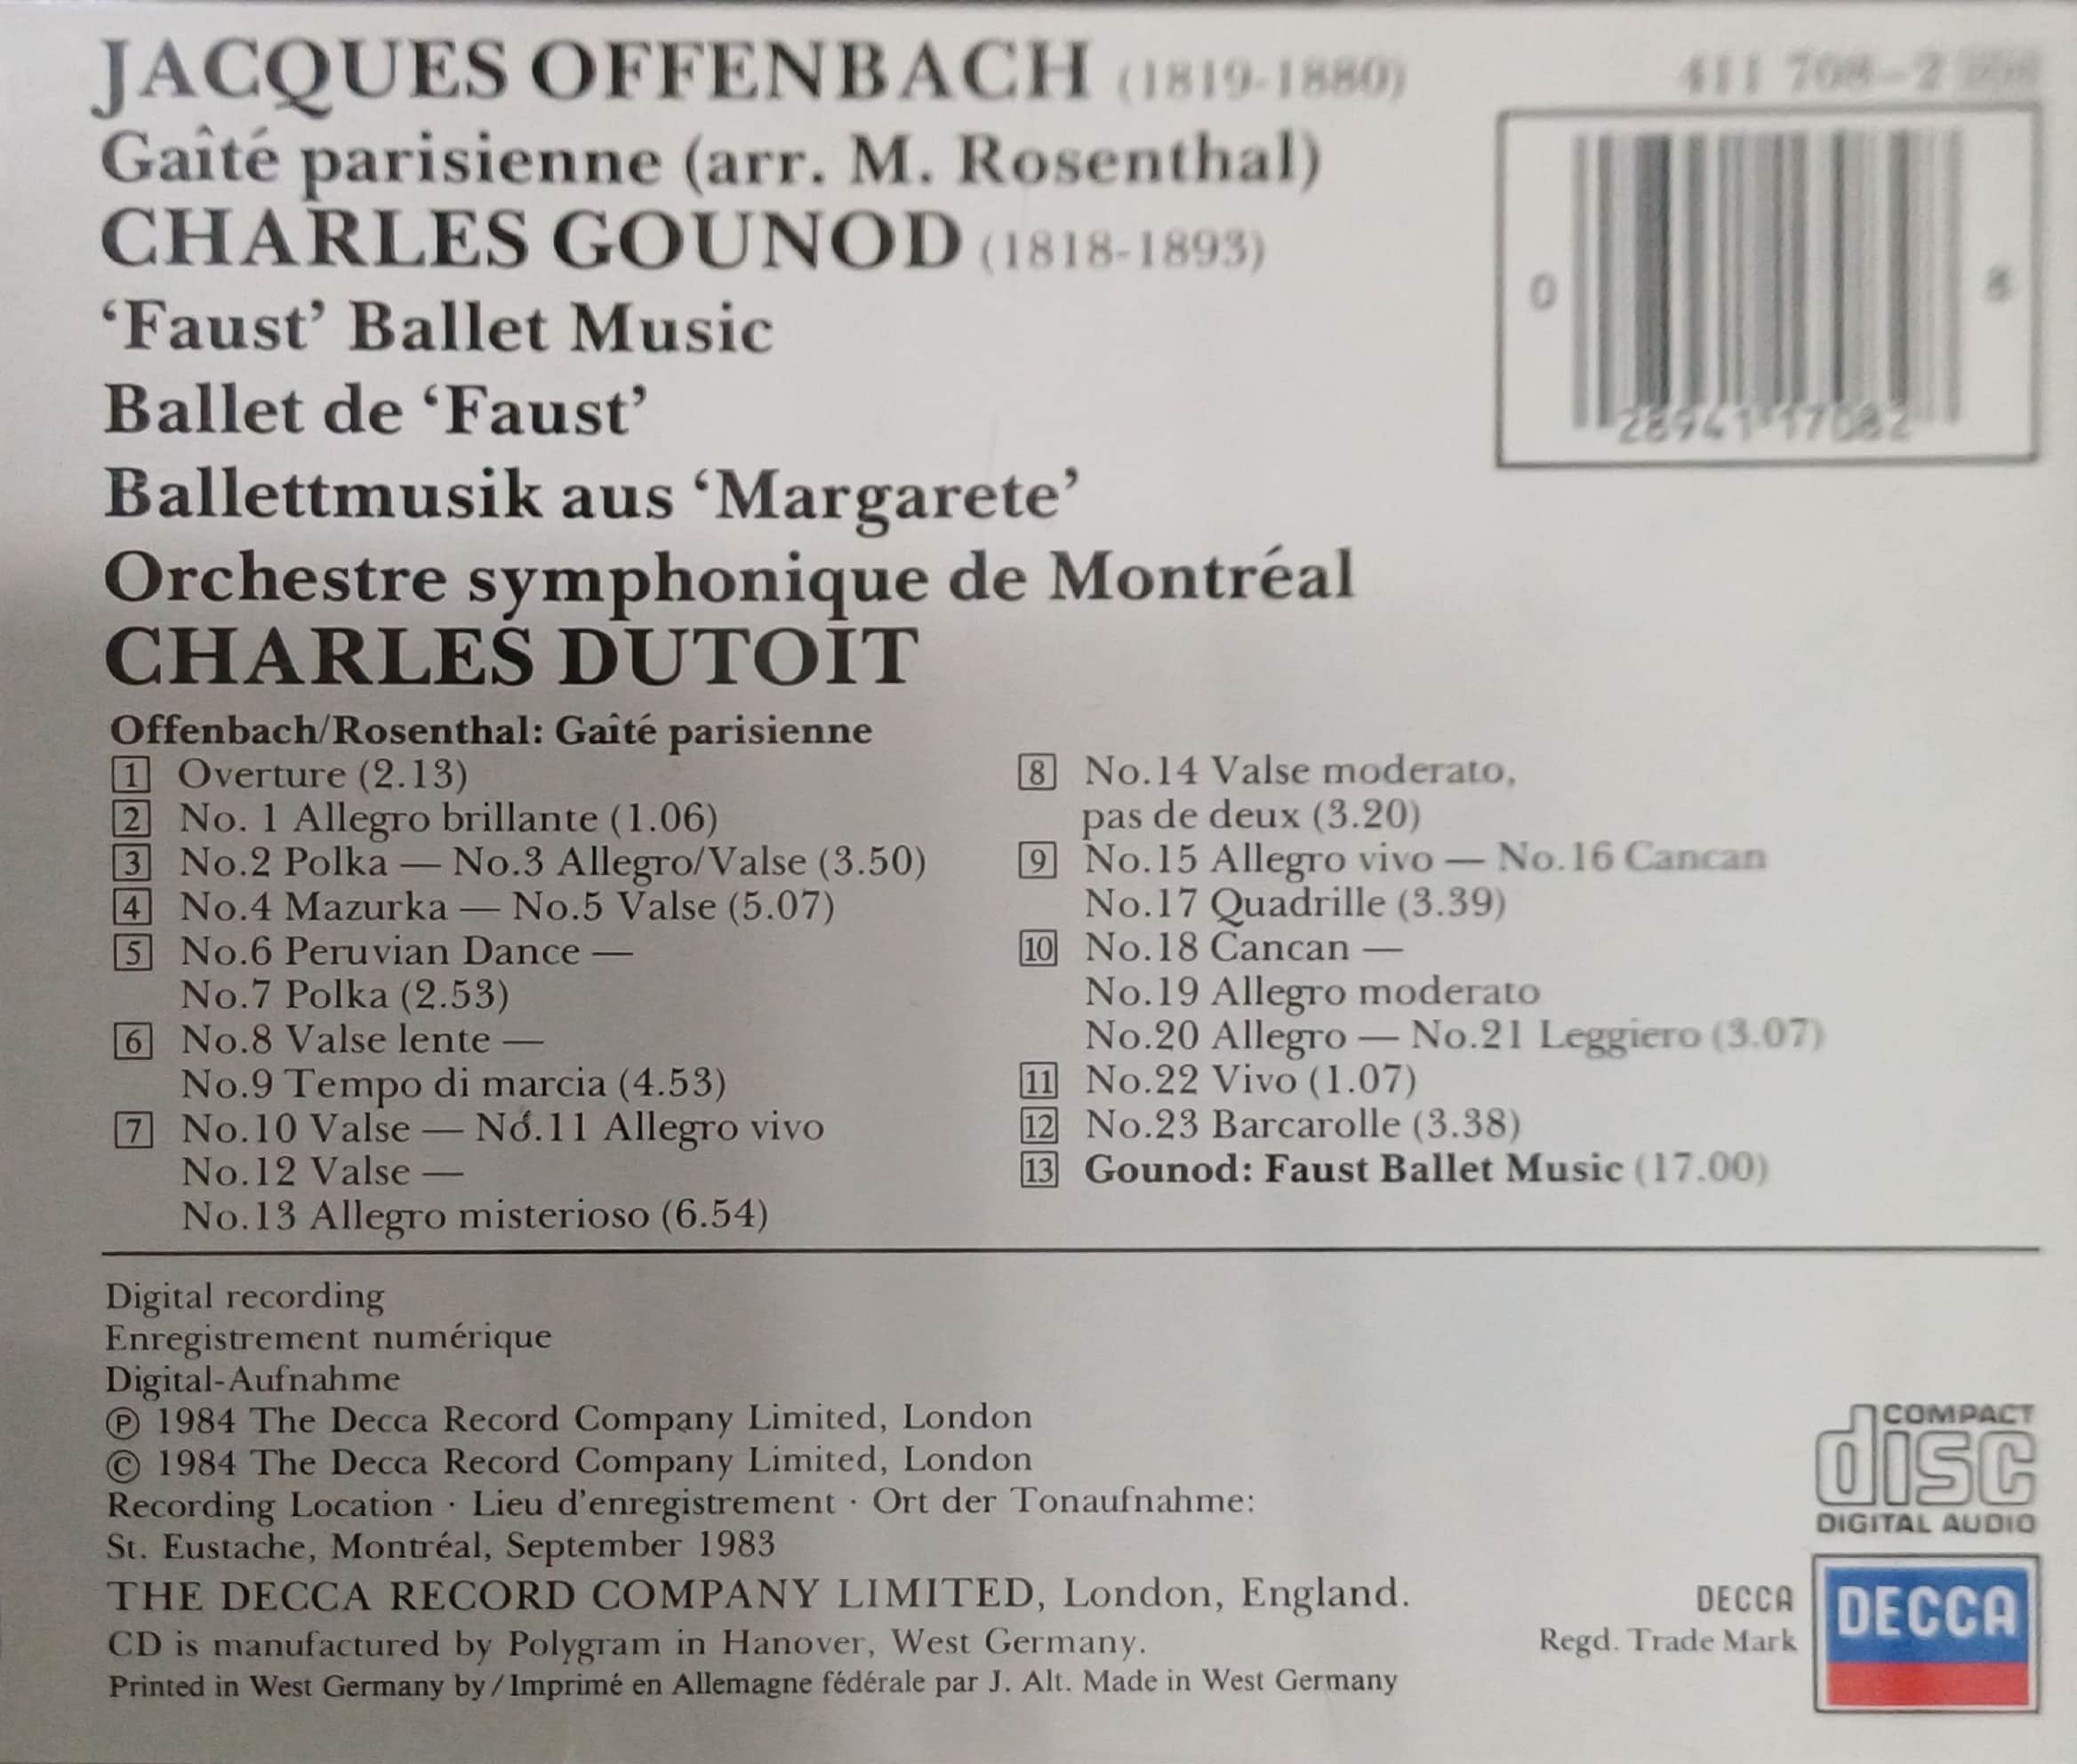 JACQUES OFFENBACH (1819-1880)
411 708-2
Gaîté parisienne (arr. M. Rosenthal)
CHARLES GOUNOD (1818-1893)
‘Faust’ Ballet Music
Ballet de ‘Faust’
Ballettmusik aus ‘Margarete’
Orchestre symphonique de Montréal
CHARLES DUTOIT
0 28941 17082 8
Offenbach/Rosenthal: Gaîté parisienne
1 Overture (2.13)
2 No. 1 Allegro brillante (1.06)
3 No.2 Polka — No.3 Allegro/Valse (3.50)
4 No.4 Mazurka — No.5 Valse (5.07)
5 No.6 Peruvian Dance —
No.7 Polka (2.53)
6 No.8 Valse lente —
No.9 Tempo di marcia (4.53)
7 No.10 Valse — No.11 Allegro vivo
No.12 Valse —
No.13 Allegro misterioso (6.54)
8 No.14 Valse moderato,
pas de deux (3.20)
9 No.15 Allegro vivo — No.16 Cancan
No.17 Quadrille (3.39)
10 No.18 Cancan —
No.19 Allegro moderato
No.20 Allegro — No.21 Leggiero (3.07)
11 No.22 Vivo (1.07)
12 No.23 Barcarolle (3.38)
13 Gounod: Faust Ballet Music (17.00)
Digital recording
Enregistrement numérique
Digital-Aufnahme
Ⓟ 1984 The Decca Record Company Limited, London
© 1984 The Decca Record Company Limited, London
Recording Location · Lieu d'enregistrement · Ort der Tonaufnahme:
St. Eustache, Montréal, September 1983
THE DECCA RECORD COMPANY LIMITED, London, England.
CD is manufactured by Polygram in Hanover, West Germany.
Printed in West Germany by / Imprimé en Allemagne fédérale par J. Alt. Made in West Germany
COMPACT
disc
DIGITAL AUDIO
DECCA
Regd. Trade Mark
DECCA